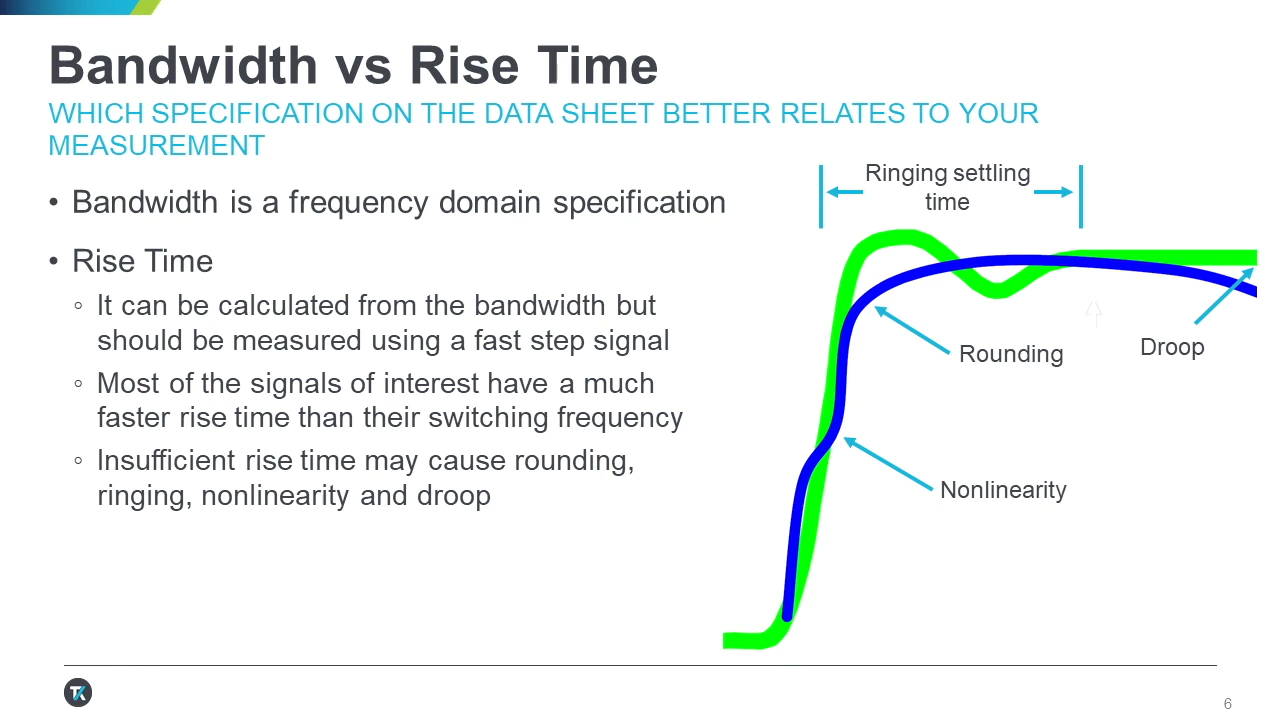 Bandwidth vs Rise Time
WHICH SPECIFICATION ON THE DATA SHEET BETTER RELATES TO YOUR
MEASUREMENT
• Bandwidth is a frequency domain specification
• Rise Time
◦ It can be calculated from the bandwidth but
should be measured using a fast step signal
◦ Most of the signals of interest have a much
faster rise time than their switching frequency
◦ Insufficient rise time may cause rounding,
ringing, nonlinearity and droop
Ringing settling
time
Rounding
Droop
Nonlinearity
TK
6